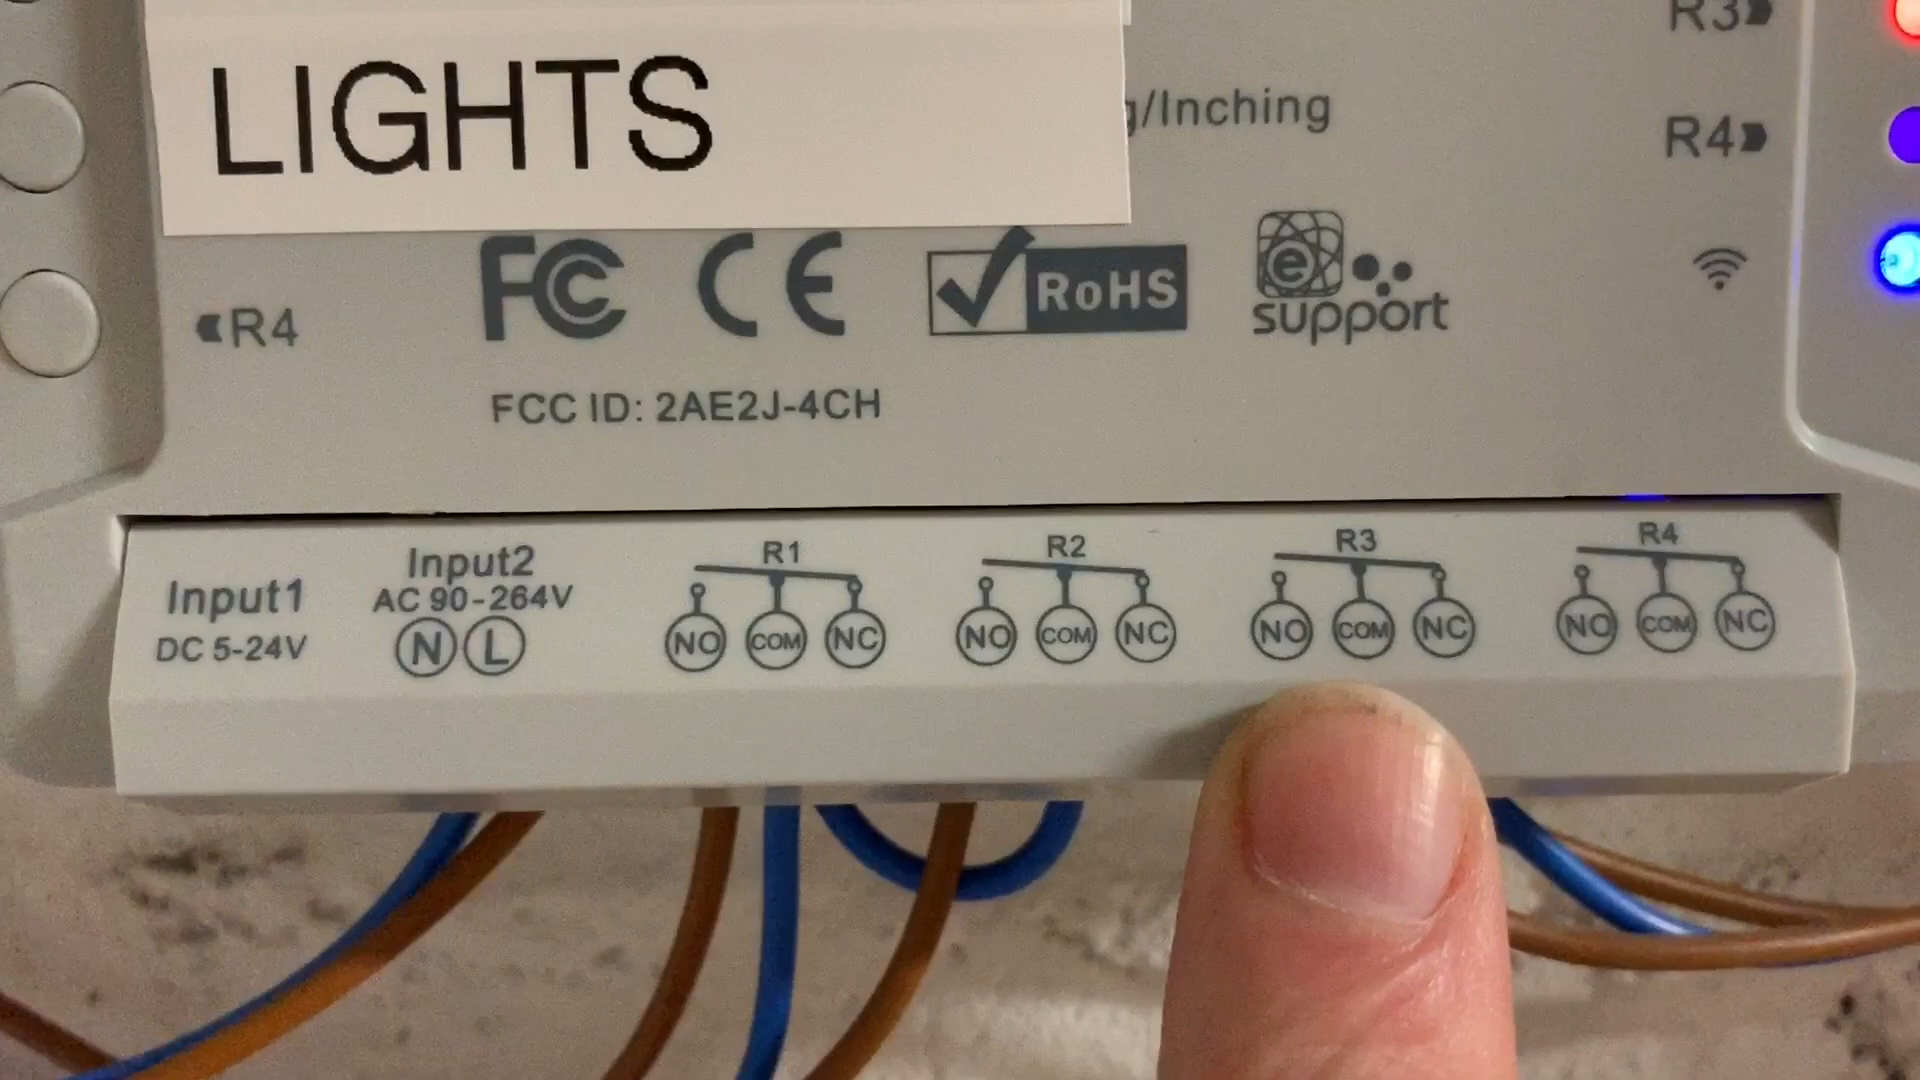 R3
LIGHTS
g/Inching
R4
FC CE RoHS e
support
R4
FCC ID: 2AE2J-4CH
Input1
DC 5-24V
Input2
AC 90-264V
N L
R1
NO COM NC
R2
NO COM NC
R3
NO COM NC
R4
NO COM NC